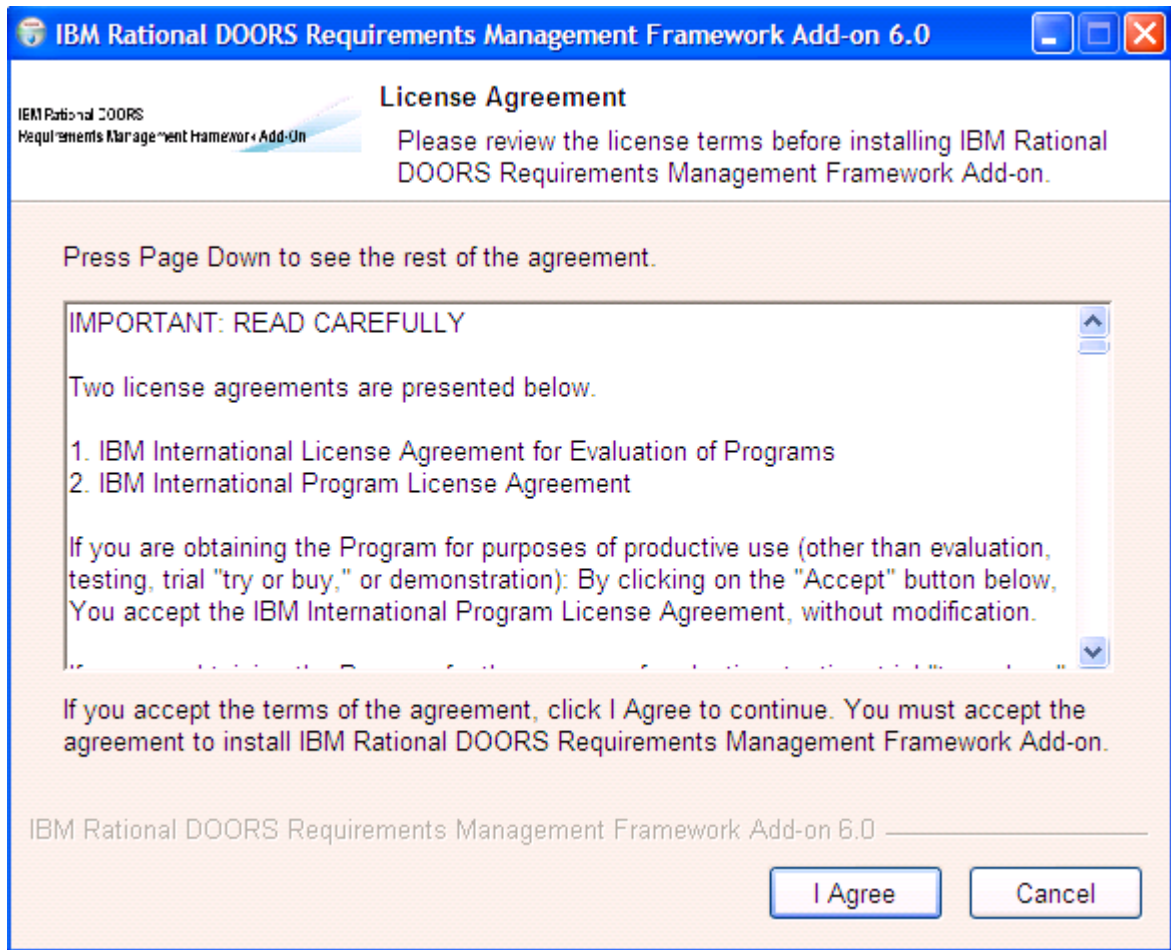 IBM Rational DOORS Requirements Management Framework Add-on 6.0
IBM Rational DOORS
Requirements Management Framework Add-On
License Agreement
Please review the license terms before installing IBM Rational
DOORS Requirements Management Framework Add-on.
Press Page Down to see the rest of the agreement.
IMPORTANT: READ CAREFULLY
Two license agreements are presented below.
1. IBM International License Agreement for Evaluation of Programs
2. IBM International Program License Agreement
If you are obtaining the Program for purposes of productive use (other than evaluation,
testing, trial "try or buy," or demonstration): By clicking on the "Accept" button below,
You accept the IBM International Program License Agreement, without modification.
If you accept the terms of the agreement, click I Agree to continue. You must accept the
agreement to install IBM Rational DOORS Requirements Management Framework Add-on.
IBM Rational DOORS Requirements Management Framework Add-on 6.0
I Agree
Cancel